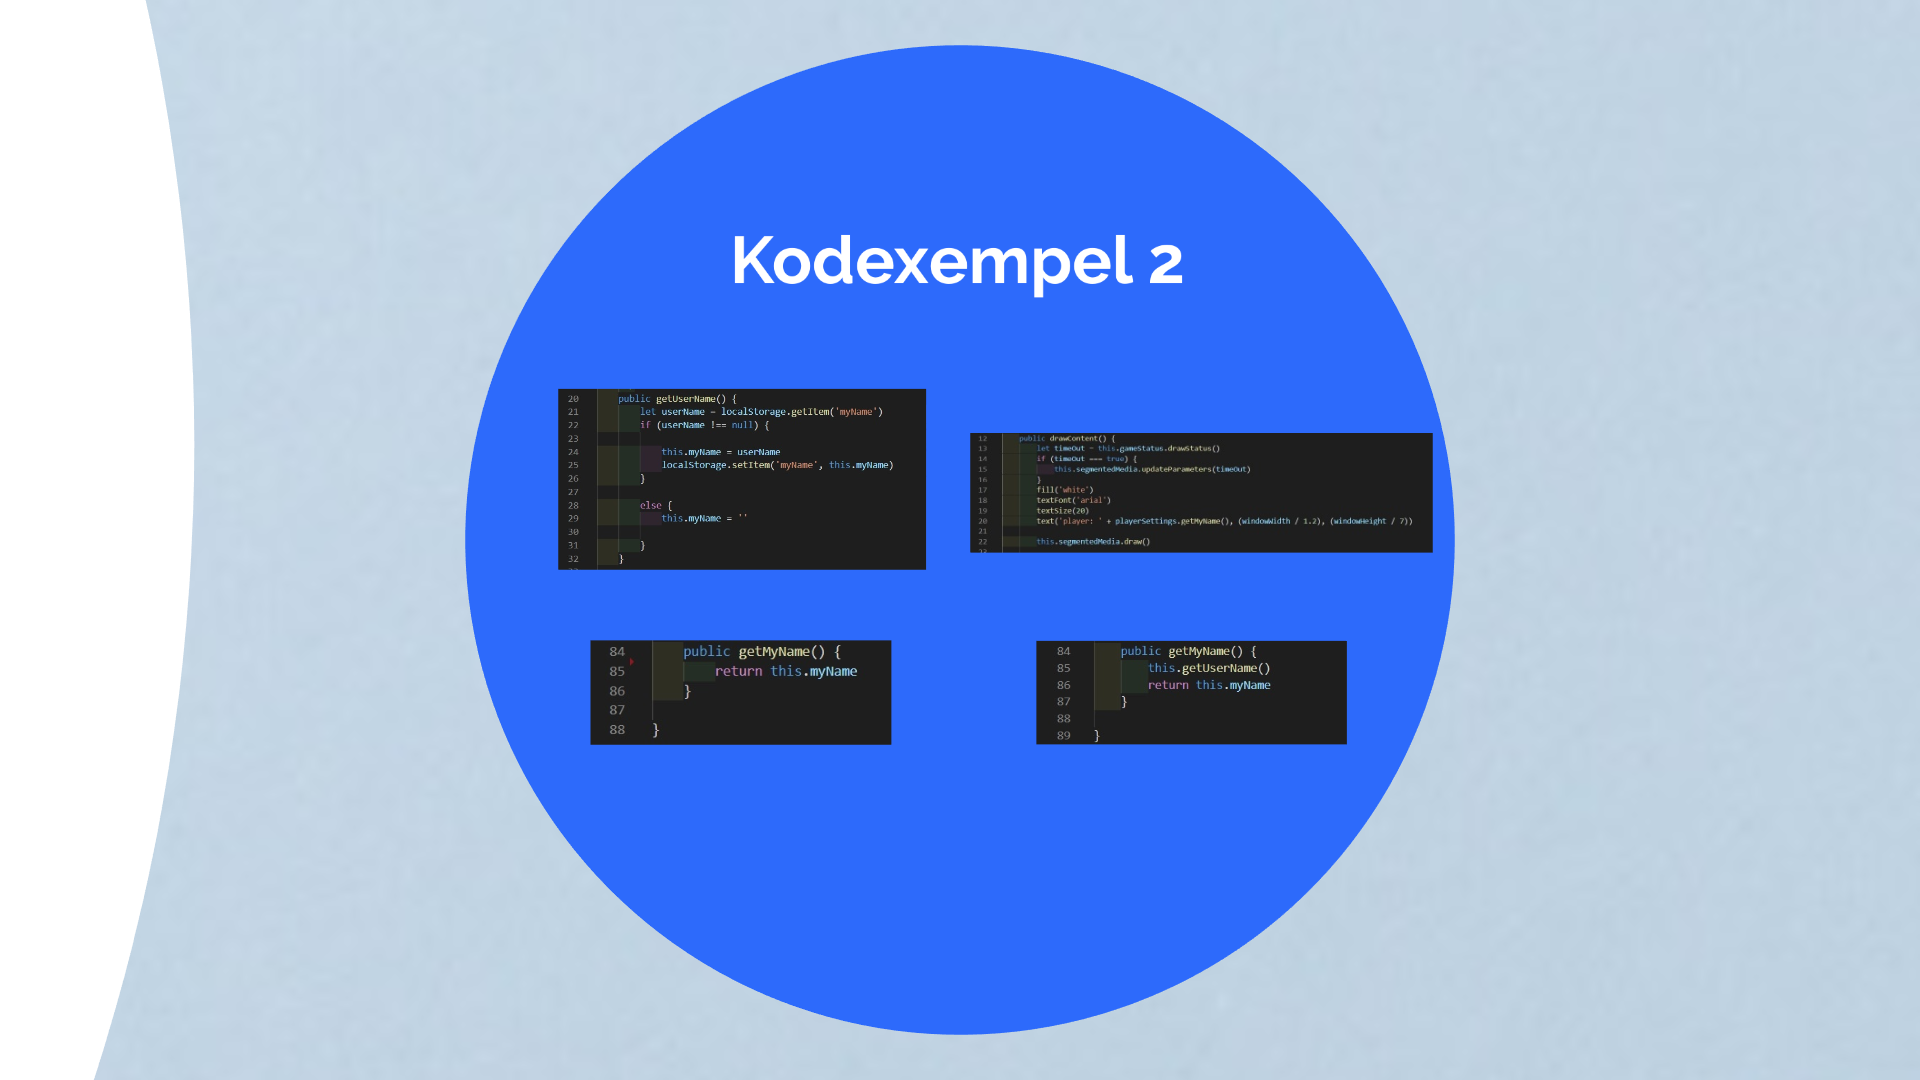 Kodexempel 2
20 public getUserName() {
21 let userName = localStorage.getItem('myName')
22 if (userName !== null) {
23
24 this.myName = userName
25 localStorage.setItem('myName', this.myName)
26 }
27
28 else {
29 this.myName = ''
30
31 }
32 }
12 public drawContent() {
13 let timeOut = this.gameStatus.drawStatus()
14 if (timeOut === true) {
15 this.segmentedMedia.updateParameters(timeOut)
16 }
17 fill('white')
18 textFont('arial')
19 textSize(20)
20 text('player: ' + playerSettings.getMyName(), (windowWidth / 1.2), (windowHeight / 7))
21
22 this.segmentedMedia.draw()
84 public getMyName() {
85 return this.myName
86 }
87
88 }
84 public getMyName() {
85 this.getUserName()
86 return this.myName
87 }
88
89 }